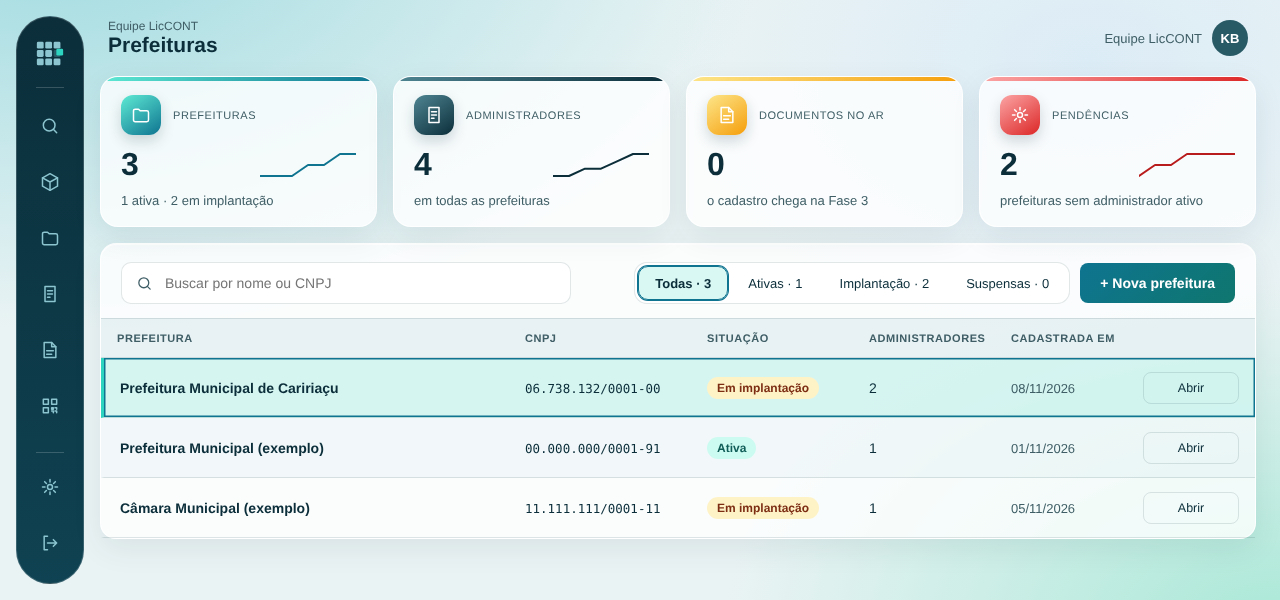 Equipe LicCONT
Prefeituras
Equipe LicCONT
KB
PREFEITURAS
3
1 ativa · 2 em implantação
ADMINISTRADORES
4
em todas as prefeituras
DOCUMENTOS NO AR
0
o cadastro chega na Fase 3
PENDÊNCIAS
2
prefeituras sem administrador ativo
Buscar por nome ou CNPJ
Todas · 3
Ativas · 1
Implantação · 2
Suspensas · 0
+ Nova prefeitura
PREFEITURA CNPJ SITUAÇÃO ADMINISTRADORES CADASTRADA EM
Prefeitura Municipal de Caririaçu 06.738.132/0001-00 Em implantação 2 08/11/2026 Abrir
Prefeitura Municipal (exemplo) 00.000.000/0001-91 Ativa 1 01/11/2026 Abrir
Câmara Municipal (exemplo) 11.111.111/0001-11 Em implantação 1 05/11/2026 Abrir